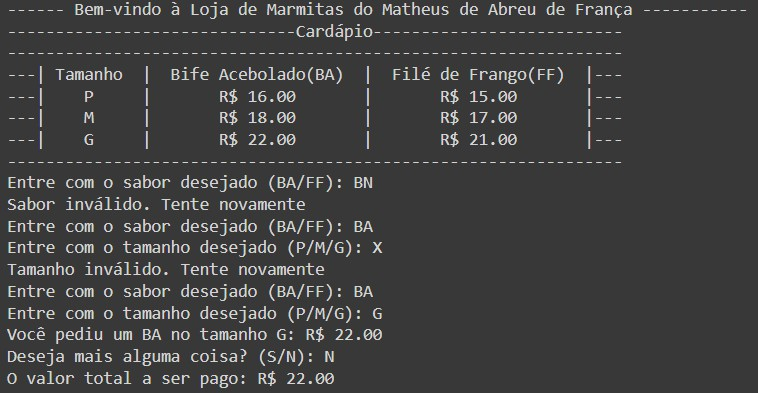 ------ Bem-vindo à Loja de Marmitas do Matheus de Abreu de França -----------
-----------------------------Cardápio-------------------------
--------------------------------------------------------------
---| Tamanho  |  Bife Acebolado(BA)  |  Filé de Frango(FF)  |---
---|    P     |       R$ 16.00       |       R$ 15.00       |---
---|    M     |       R$ 18.00       |       R$ 17.00       |---
---|    G     |       R$ 22.00       |       R$ 21.00       |---
--------------------------------------------------------------
Entre com o sabor desejado (BA/FF): BN
Sabor inválido. Tente novamente
Entre com o sabor desejado (BA/FF): BA
Entre com o tamanho desejado (P/M/G): X
Tamanho inválido. Tente novamente
Entre com o sabor desejado (BA/FF): BA
Entre com o tamanho desejado (P/M/G): G
Você pediu um BA no tamanho G: R$ 22.00
Deseja mais alguma coisa? (S/N): N
O valor total a ser pago: R$ 22.00